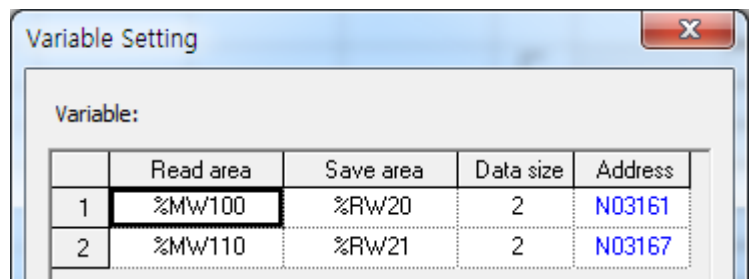 Variable Setting
Variable:
Read area Save area Data size Address
1 %MW100 %RW20 2 N03161
2 %MW110 %RW21 2 N03167